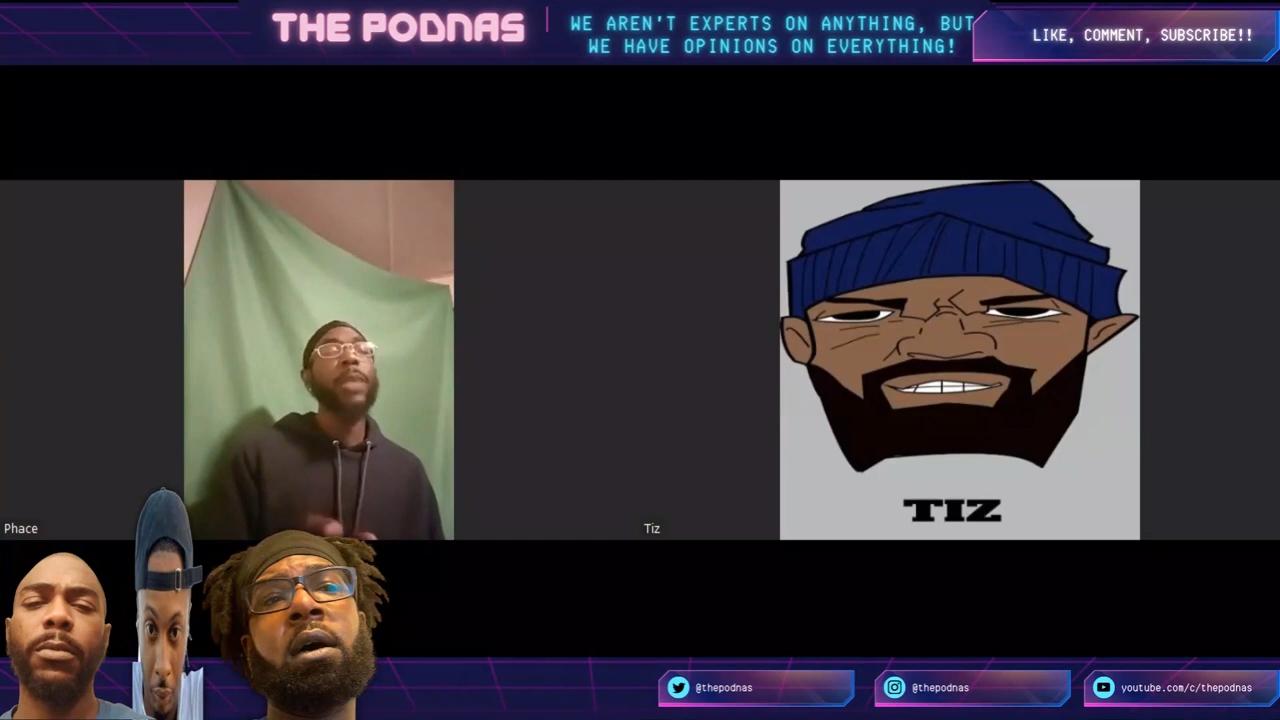 THE PODNAS
WE AREN'T EXPERTS ON ANYTHING, BUT
WE HAVE OPINIONS ON EVERYTHING!
LIKE, COMMENT, SUBSCRIBE!!
Phace
Tiz
TIZ
@thepodnas
@thepodnas
youtube.com/c/thepodnas